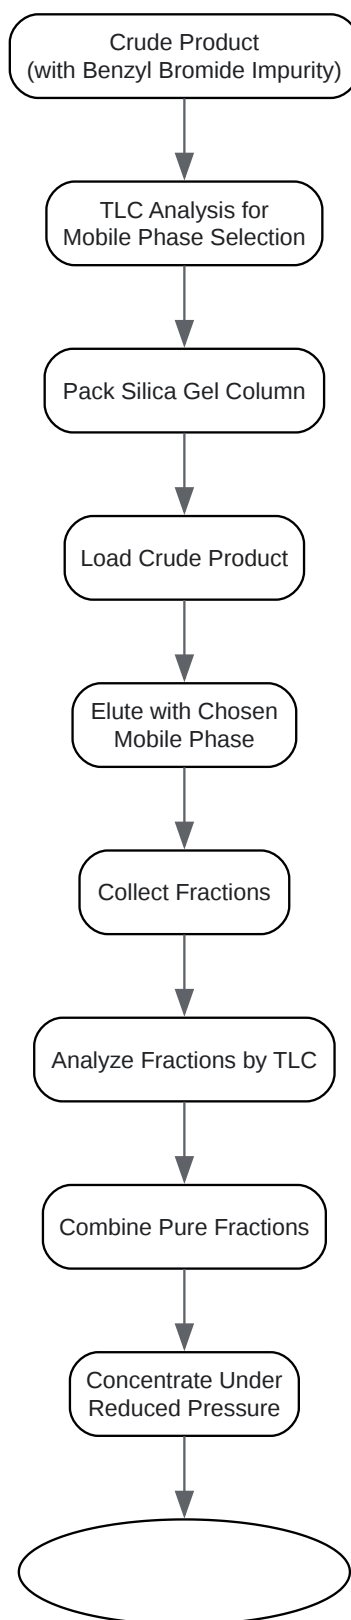 Crude Product
(with Benzyl Bromide Impurity)
TLC Analysis for
Mobile Phase Selection
Pack Silica Gel Column
Load Crude Product
Elute with Chosen
Mobile Phase
Collect Fractions
Analyze Fractions by TLC
Combine Pure Fractions
Concentrate Under
Reduced Pressure